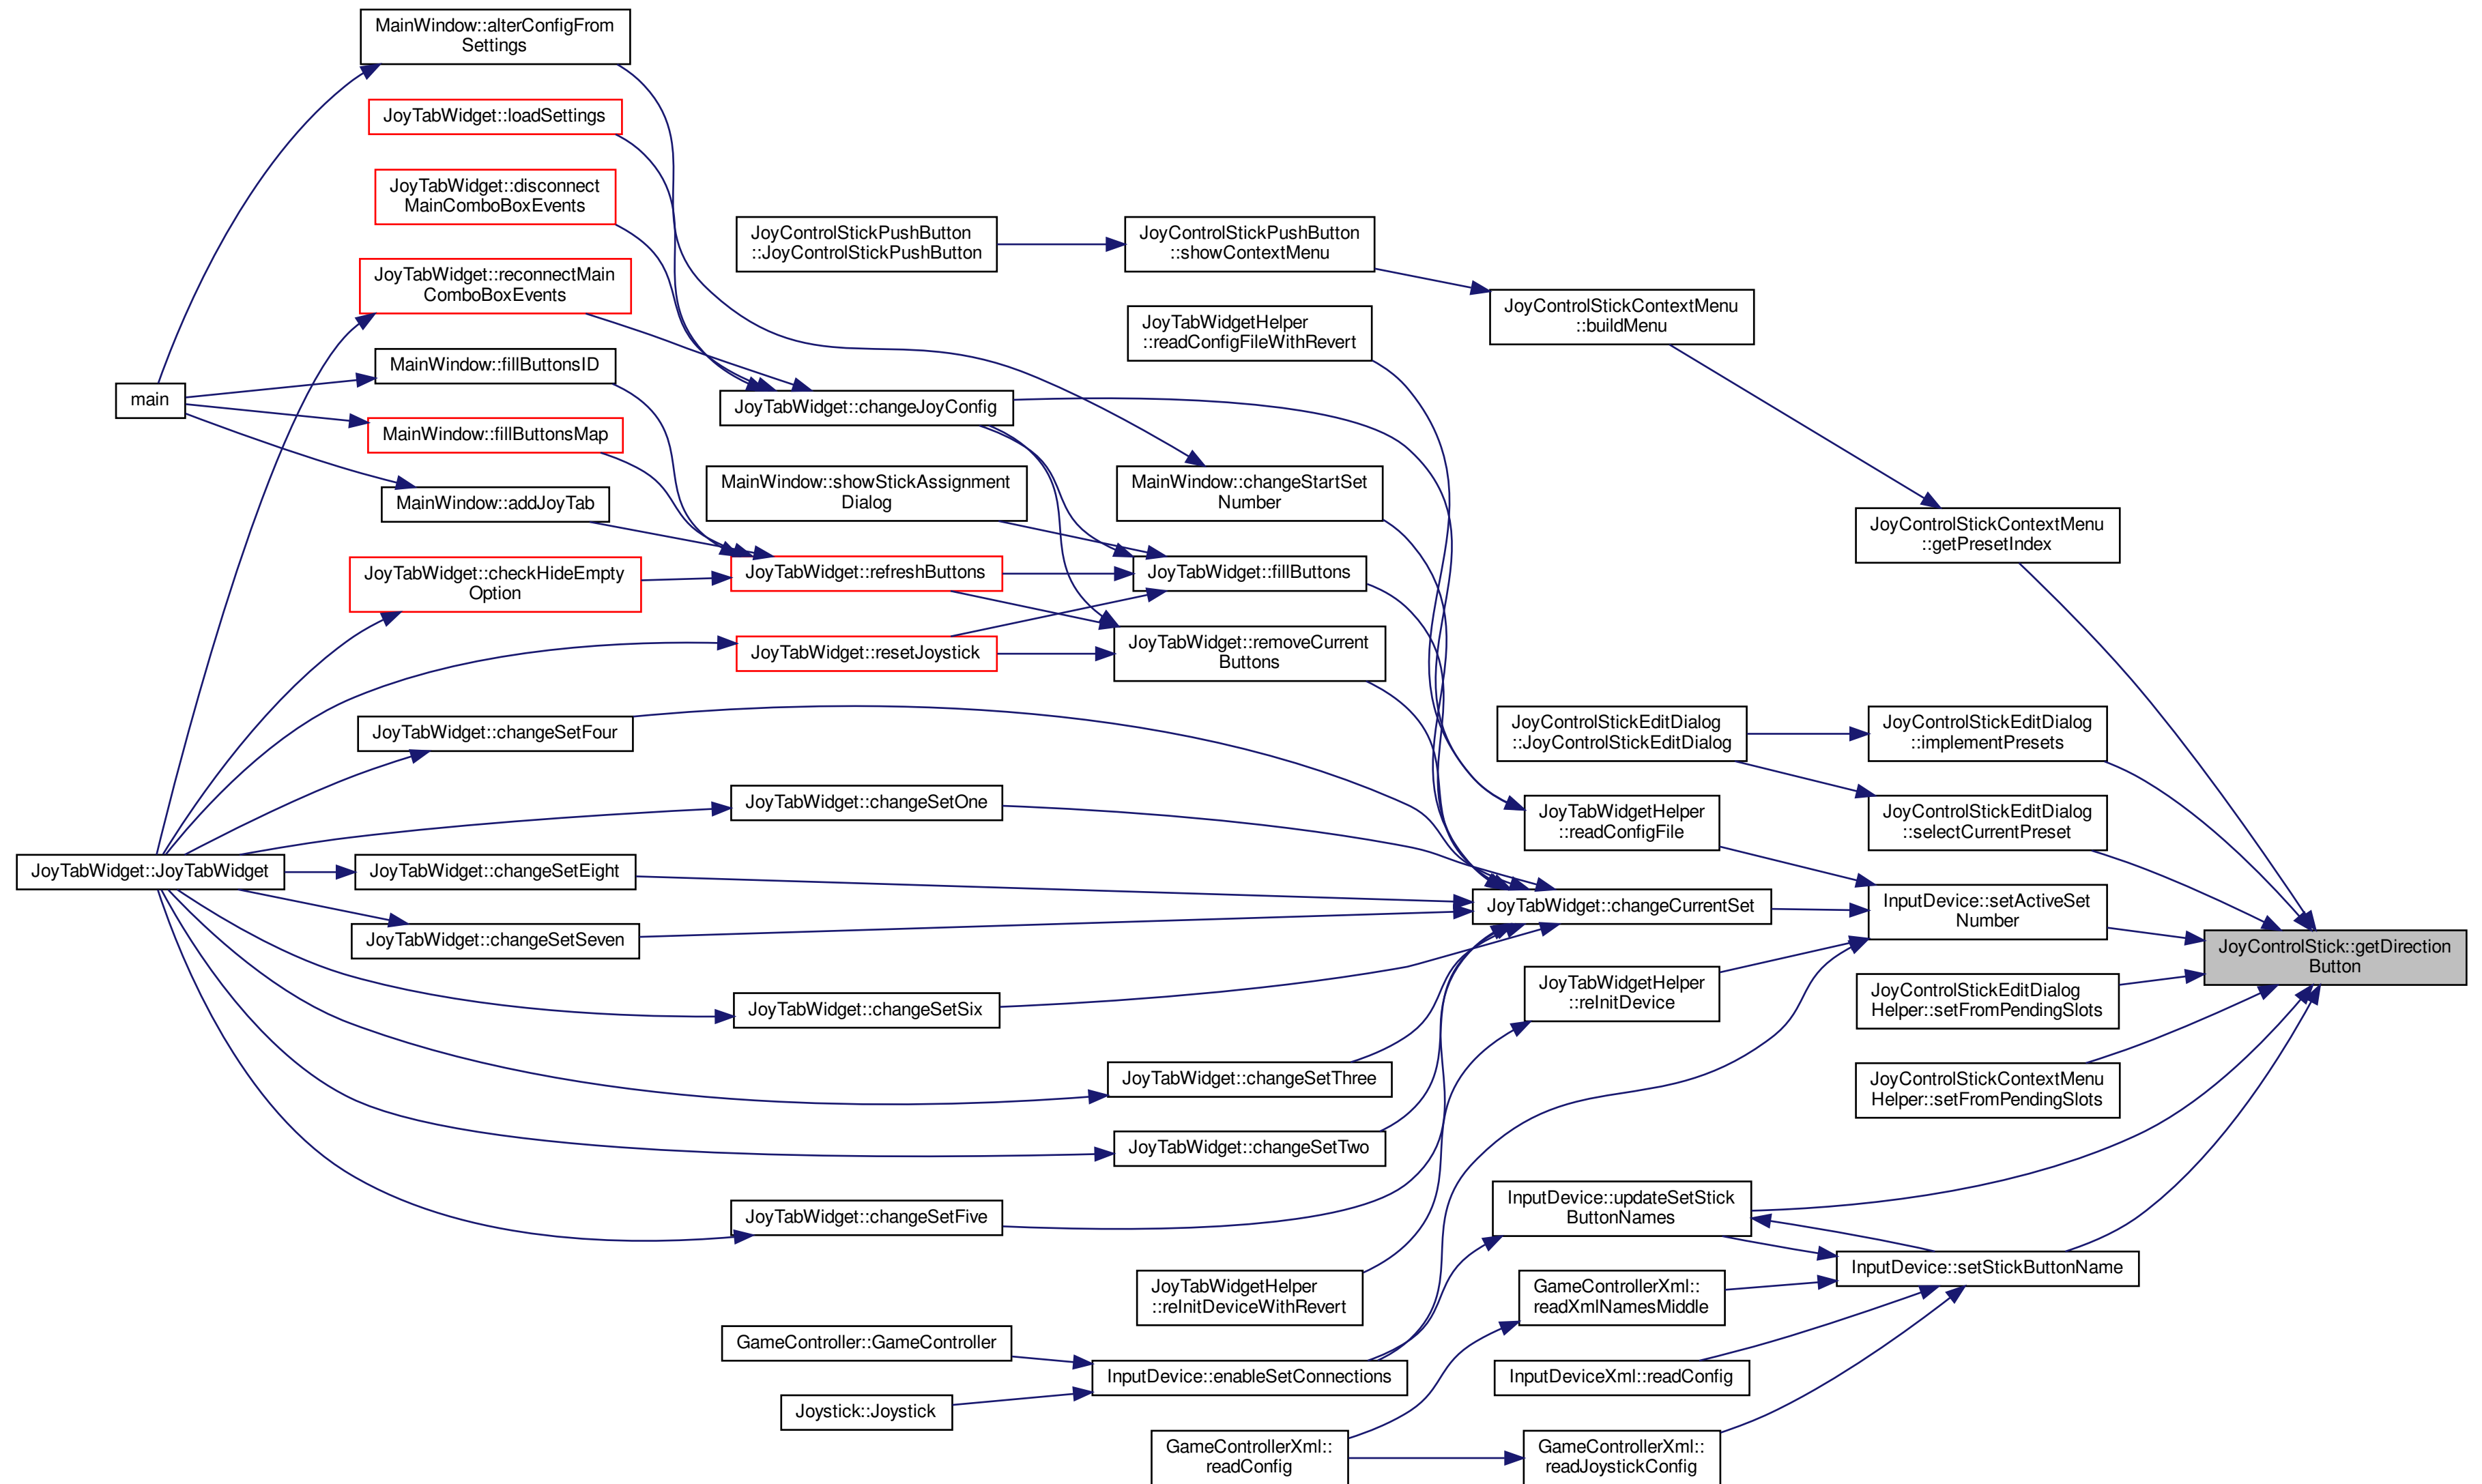 MainWindow::alterConfigFrom
Settings
JoyTabWidget::loadSettings
JoyTabWidget::disconnect
MainComboBoxEvents
JoyTabWidget::reconnectMain
ComboBoxEvents
MainWindow::fillButtonsID
main
MainWindow::fillButtonsMap
MainWindow::addJoyTab
JoyTabWidget::checkHideEmpty
Option
JoyTabWidget::changeSetFour
JoyTabWidget::JoyTabWidget
JoyTabWidget::changeSetEight
JoyTabWidget::changeSetSeven
JoyControlStickPushButton
::JoyControlStickPushButton
JoyTabWidget::changeJoyConfig
MainWindow::showStickAssignment
Dialog
JoyTabWidget::refreshButtons
JoyTabWidget::resetJoystick
JoyTabWidget::changeSetOne
JoyTabWidget::changeSetSix
JoyTabWidget::changeSetFive
GameController::GameController
Joystick::Joystick
JoyControlStickPushButton
::showContextMenu
JoyTabWidgetHelper
::readConfigFileWithRevert
MainWindow::changeStartSet
Number
JoyTabWidget::fillButtons
JoyTabWidget::removeCurrent
Buttons
JoyTabWidget::changeSetThree
JoyTabWidget::changeSetTwo
JoyTabWidgetHelper
::reInitDeviceWithRevert
InputDevice::enableSetConnections
GameControllerXml::
readConfig
JoyControlStickContextMenu
::buildMenu
JoyControlStickEditDialog
::JoyControlStickEditDialog
JoyTabWidgetHelper
::readConfigFile
JoyTabWidget::changeCurrentSet
JoyTabWidgetHelper
::reInitDevice
InputDevice::updateSetStick
ButtonNames
GameControllerXml::
readXmlNamesMiddle
InputDeviceXml::readConfig
GameControllerXml::
readJoystickConfig
JoyControlStickContextMenu
::getPresetIndex
JoyControlStickEditDialog
::implementPresets
JoyControlStickEditDialog
::selectCurrentPreset
InputDevice::setActiveSet
Number
JoyControlStickEditDialog
Helper::setFromPendingSlots
JoyControlStickContextMenu
Helper::setFromPendingSlots
InputDevice::setStickButtonName
JoyControlStick::getDirection
Button